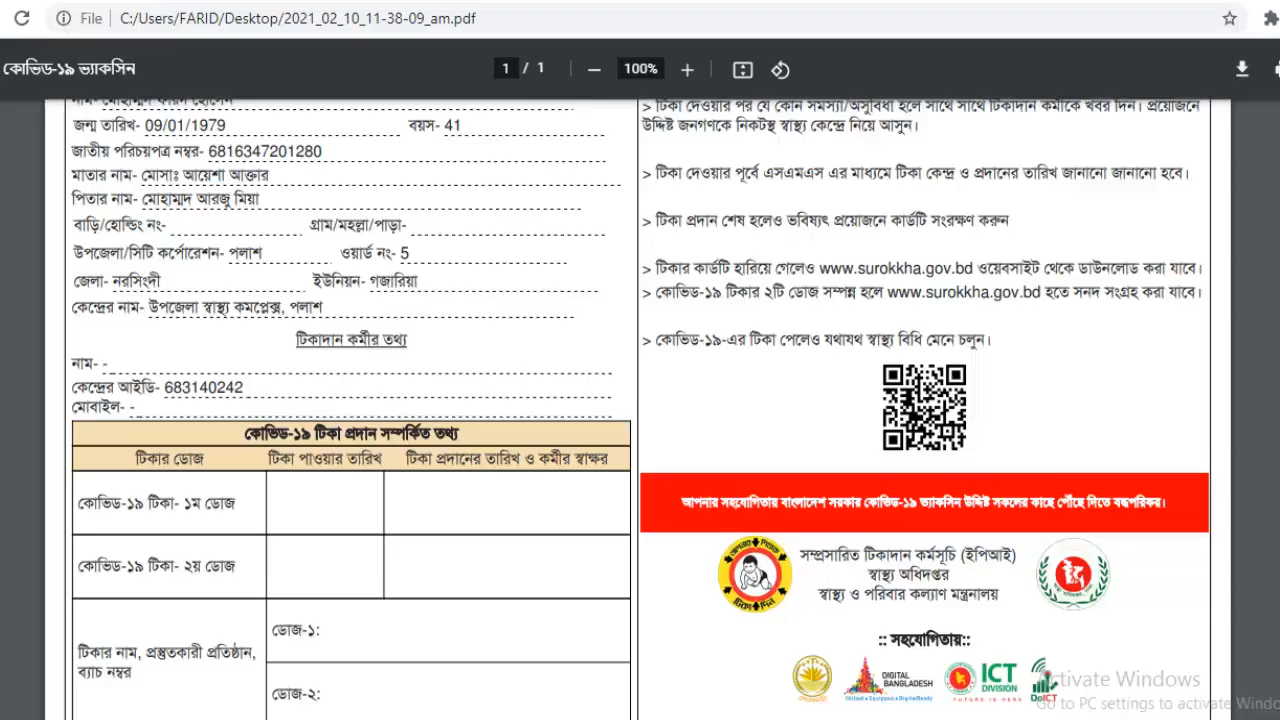 File
C:/Users/FARID/Desktop/2021_02_10_11-38-09_am.pdf
কোভিড-১৯ ভ্যাকসিন
1 / 1
100%
নাম- মোহাম্মদ ফরিদ হোসেন
জন্ম তারিখ- 09/01/1979 বয়স- 41
জাতীয় পরিচয়পত্র নম্বর- 6816347201280
মাতার নাম- মোসাঃ আয়েশা আক্তার
পিতার নাম- মোহাম্মদ আরজু মিয়া
বাড়ি/হোল্ডিং নং- গ্রাম/মহল্লা/পাড়া-
উপজেলা/সিটি কর্পোরেশন- পলাশ ওয়ার্ড নং- 5
জেলা- নরসিংদী ইউনিয়ন- গজারিয়া
কেন্দ্রের নাম- উপজেলা স্বাস্থ্য কমপ্লেক্স, পলাশ
টিকাদান কর্মীর তথ্য
নাম- -
কেন্দ্রের আইডি- 683140242
মোবাইল- -
কোভিড-১৯ টিকা প্রদান সম্পর্কিত তথ্য
টিকার ডোজ টিকা পাওয়ার তারিখ টিকা প্রদানের তারিখ ও কর্মীর স্বাক্ষর
কোভিড-১৯ টিকা- ১ম ডোজ
কোভিড-১৯ টিকা- ২য় ডোজ
টিকার নাম, প্রস্তুতকারী প্রতিষ্ঠান,
ব্যাচ নম্বর
ডোজ-১:
ডোজ-২:
> টিকা দেওয়ার পর যে কোন সমস্যা/অসুবিধা হলে সাথে সাথে টিকাদান কর্মীকে খবর দিন। প্রয়োজনে
উদ্দিষ্ট জনগণকে নিকটস্থ স্বাস্থ্য কেন্দ্রে নিয়ে আসুন।
> টিকা দেওয়ার পূর্বে এসএমএস এর মাধ্যমে টিকা কেন্দ্র ও প্রদানের তারিখ জানানো জানানো হবে।
> টিকা প্রদান শেষ হলেও ভবিষ্যৎ প্রয়োজনে কার্ডটি সংরক্ষণ করুন
> টিকার কার্ডটি হারিয়ে গেলেও www.surokkha.gov.bd ওয়েবসাইট থেকে ডাউনলোড করা যাবে।
> কোভিড-১৯ টিকার ২টি ডোজ সম্পন্ন হলে www.surokkha.gov.bd হতে সনদ সংগ্রহ করা যাবে।
> কোভিড-১৯-এর টিকা পেলেও যথাযথ স্বাস্থ্য বিধি মেনে চলুন।
আপনার সহযোগিতায় বাংলাদেশ সরকার কোভিড-১৯ ভ্যাকসিন উদ্দিষ্ট সকলের কাছে পৌঁছে দিতে বদ্ধপরিকর।
সম্প্রসারিত টিকাদান কর্মসূচি (ইপিআই)
স্বাস্থ্য অধিদপ্তর
স্বাস্থ্য ও পরিবার কল্যাণ মন্ত্রনালয়
:: সহযোগিতায়::
DIGITAL
BANGLADESH
ICT
DIVISION
FUTURE IS HERE
DoICT
Activate Windows
Go to PC settings to activate Windo